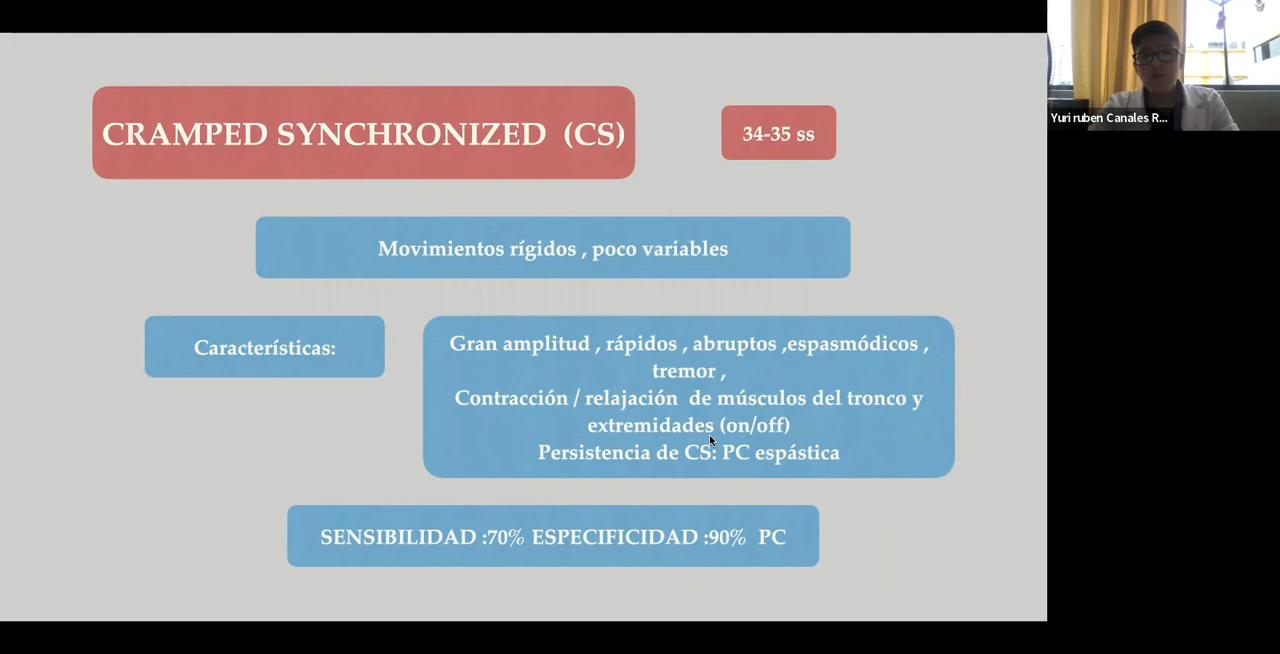 CRAMPED SYNCHRONIZED (CS)
34-35 ss
Movimientos rígidos , poco variables
Características:
Gran amplitud , rápidos , abruptos ,espasmódicos ,
tremor ,
Contracción / relajación de músculos del tronco y
extremidades (on/off)
Persistencia de CS: PC espástica
SENSIBILIDAD :70% ESPECIFICIDAD :90% PC
Yuri ruben Canales R...